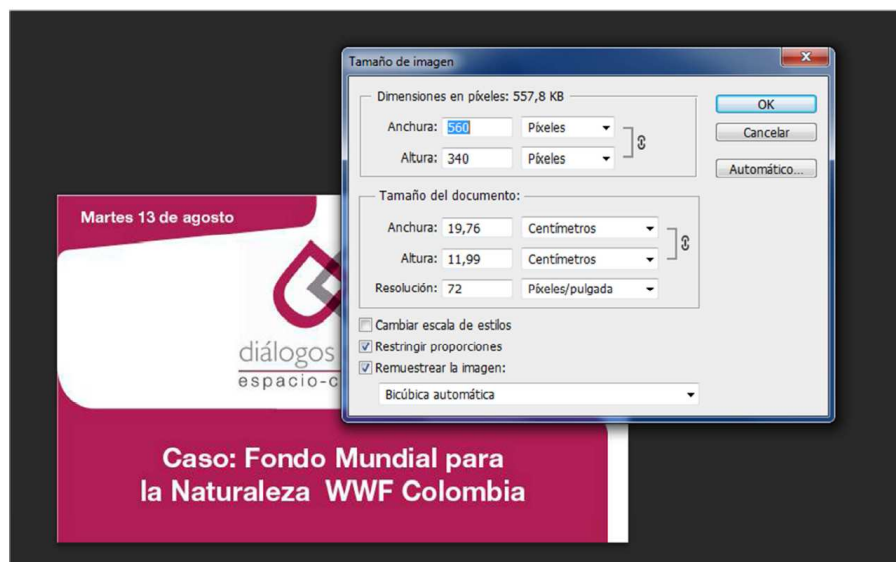 Tamaño de imagen
Dimensiones en píxeles: 557,8 KB
Anchura: 560 Píxeles
Altura: 340 Píxeles
OK
Cancelar
Automático...
Tamaño del documento:
Anchura: 19,76 Centímetros
Altura: 11,99 Centímetros
Resolución: 72 Píxeles/pulgada
Cambiar escala de estilos
Restringir proporciones
Remuestrear la imagen:
Bicúbica automática
Martes 13 de agosto
diálogos
espacio-c
Caso: Fondo Mundial para
la Naturaleza WWF Colombia